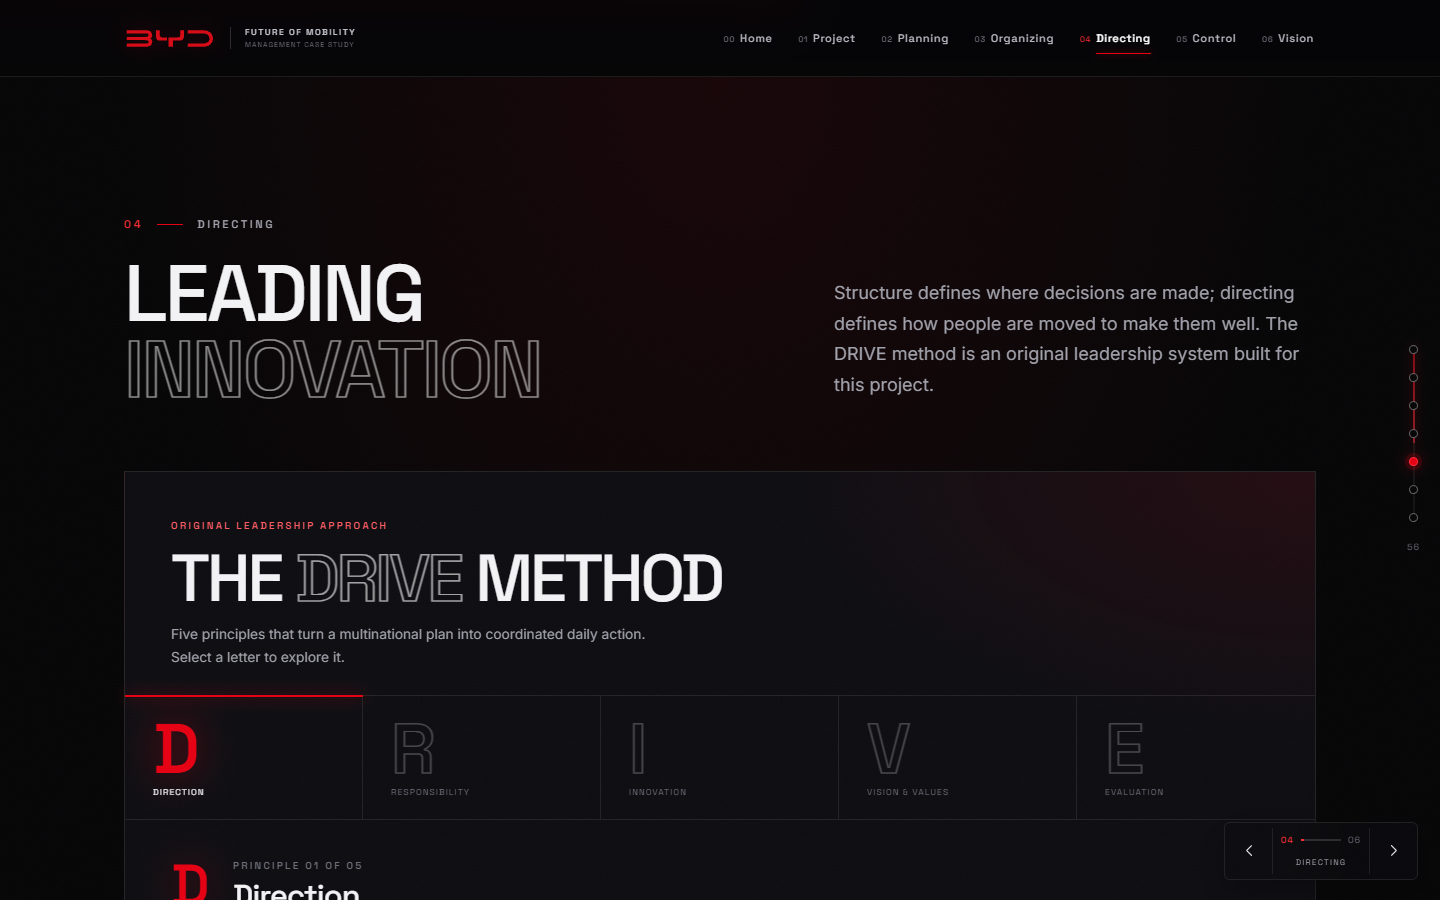 BYD
FUTURE OF MOBILITY
MANAGEMENT CASE STUDY
00 Home
01 Project
02 Planning
03 Organizing
04 Directing
05 Control
06 Vision
04 DIRECTING
LEADING
INNOVATION
Structure defines where decisions are made; directing
defines how people are moved to make them well. The
DRIVE method is an original leadership system built for
this project.
56
ORIGINAL LEADERSHIP APPROACH
THE DRIVE METHOD
Five principles that turn a multinational plan into coordinated daily action.
Select a letter to explore it.
D
DIRECTION
R
RESPONSIBILITY
I
INNOVATION
V
VISION & VALUES
E
EVALUATION
D
PRINCIPLE 01 OF 05
Direction
04 06
DIRECTING